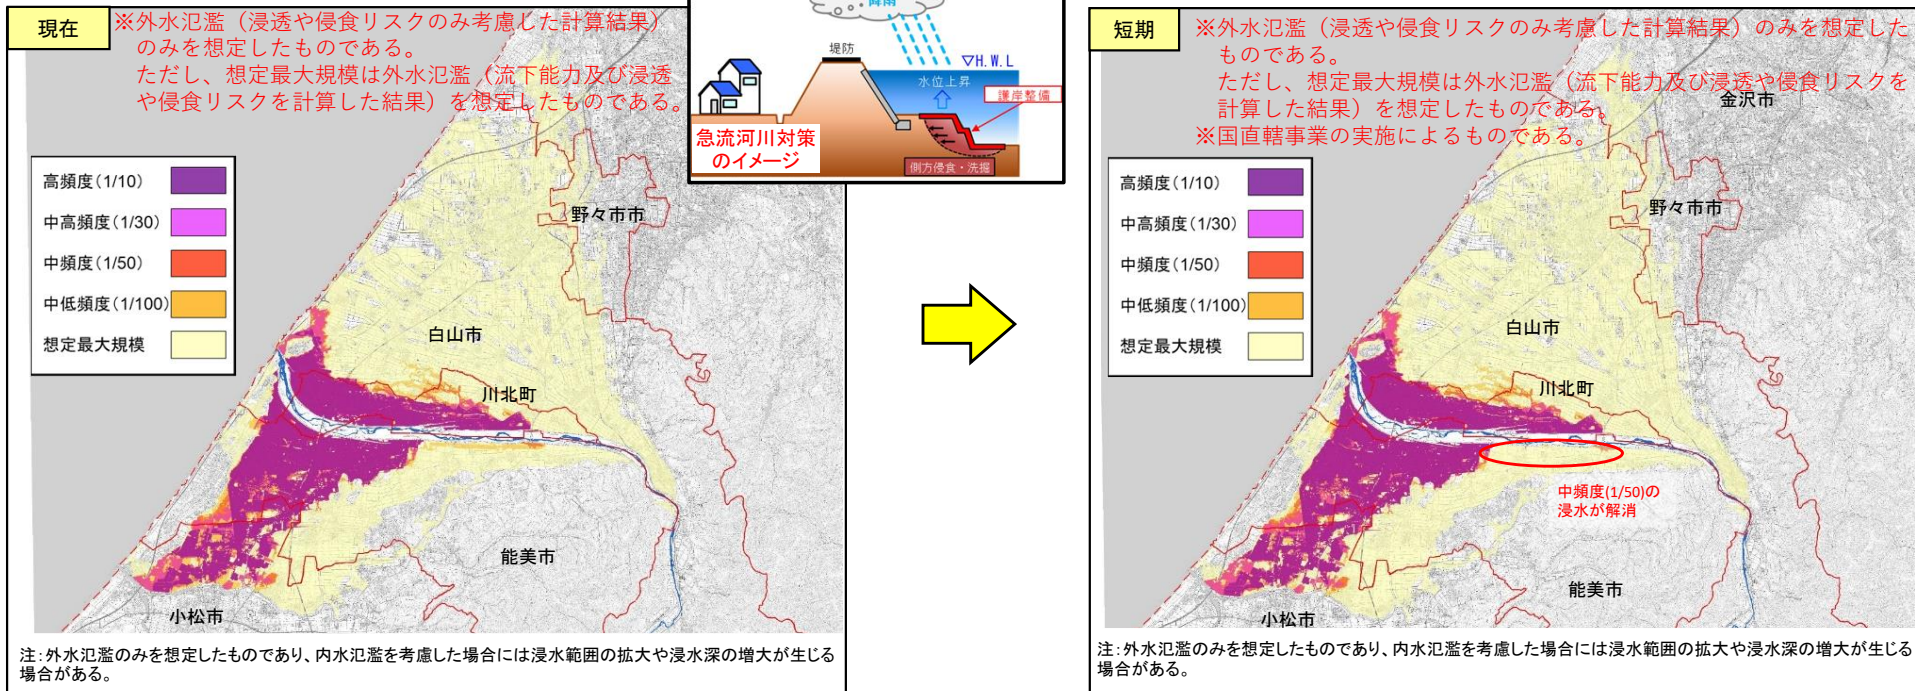 現在
※外水氾濫（浸透や侵食リスクのみ考慮した計算結果）
のみを想定したものである。
ただし、想定最大規模は外水氾濫（流下能力及び浸透
や侵食リスクを計算した結果）を想定したものである。
高頻度(1/10)
中高頻度(1/30)
中頻度(1/50)
中低頻度(1/100)
想定最大規模
野々市市
白山市
川北町
能美市
小松市
注：外水氾濫のみを想定したものであり、内水氾濫を考慮した場合には浸水範囲の拡大や浸水深の増大が生じる
場合がある。
降雨
堤防
▽H.W.L
水位上昇
護岸整備
急流河川対策
のイメージ
側方侵食・洗掘
短期
※外水氾濫（浸透や侵食リスクのみ考慮した計算結果）のみを想定した
ものである。
ただし、想定最大規模は外水氾濫（流下能力及び浸透や侵食リスクを
計算した結果）を想定したものである。
※国直轄事業の実施によるものである。
金沢市
高頻度(1/10)
中高頻度(1/30)
中頻度(1/50)
中低頻度(1/100)
想定最大規模
野々市市
白山市
川北町
中頻度(1/50)の
浸水が解消
能美市
小松市
注：外水氾濫のみを想定したものであり、内水氾濫を考慮した場合には浸水範囲の拡大や浸水深の増大が生じる
場合がある。